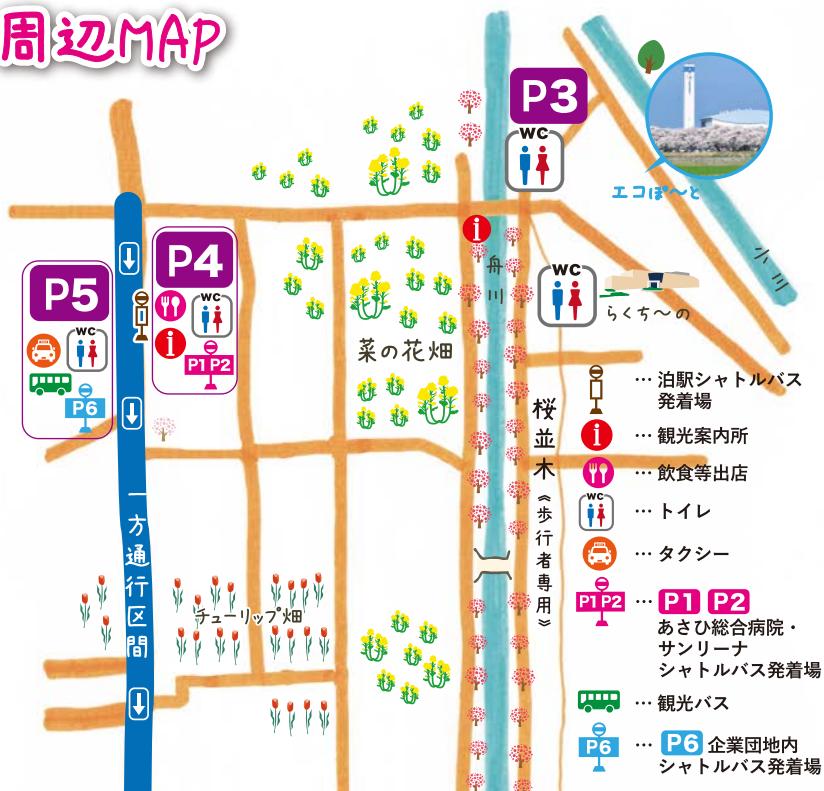 周辺MAP
P3
WC
エコぽ〜と
小川
P5
WC
P6
P4
WC
P1 P2
舟川
WC
らくち〜の
菜の花畑
桜並木《歩行者専用》
一方通行区間
チューリップ畑
… 泊駅シャトルバス
発着場
… 観光案内所
… 飲食等出店
WC
… トイレ
… タクシー
P1 P2
… P1 P2
あさひ総合病院・
サンリーナ
シャトルバス発着場
… 観光バス
P6
… P6 企業団地内
シャトルバス発着場